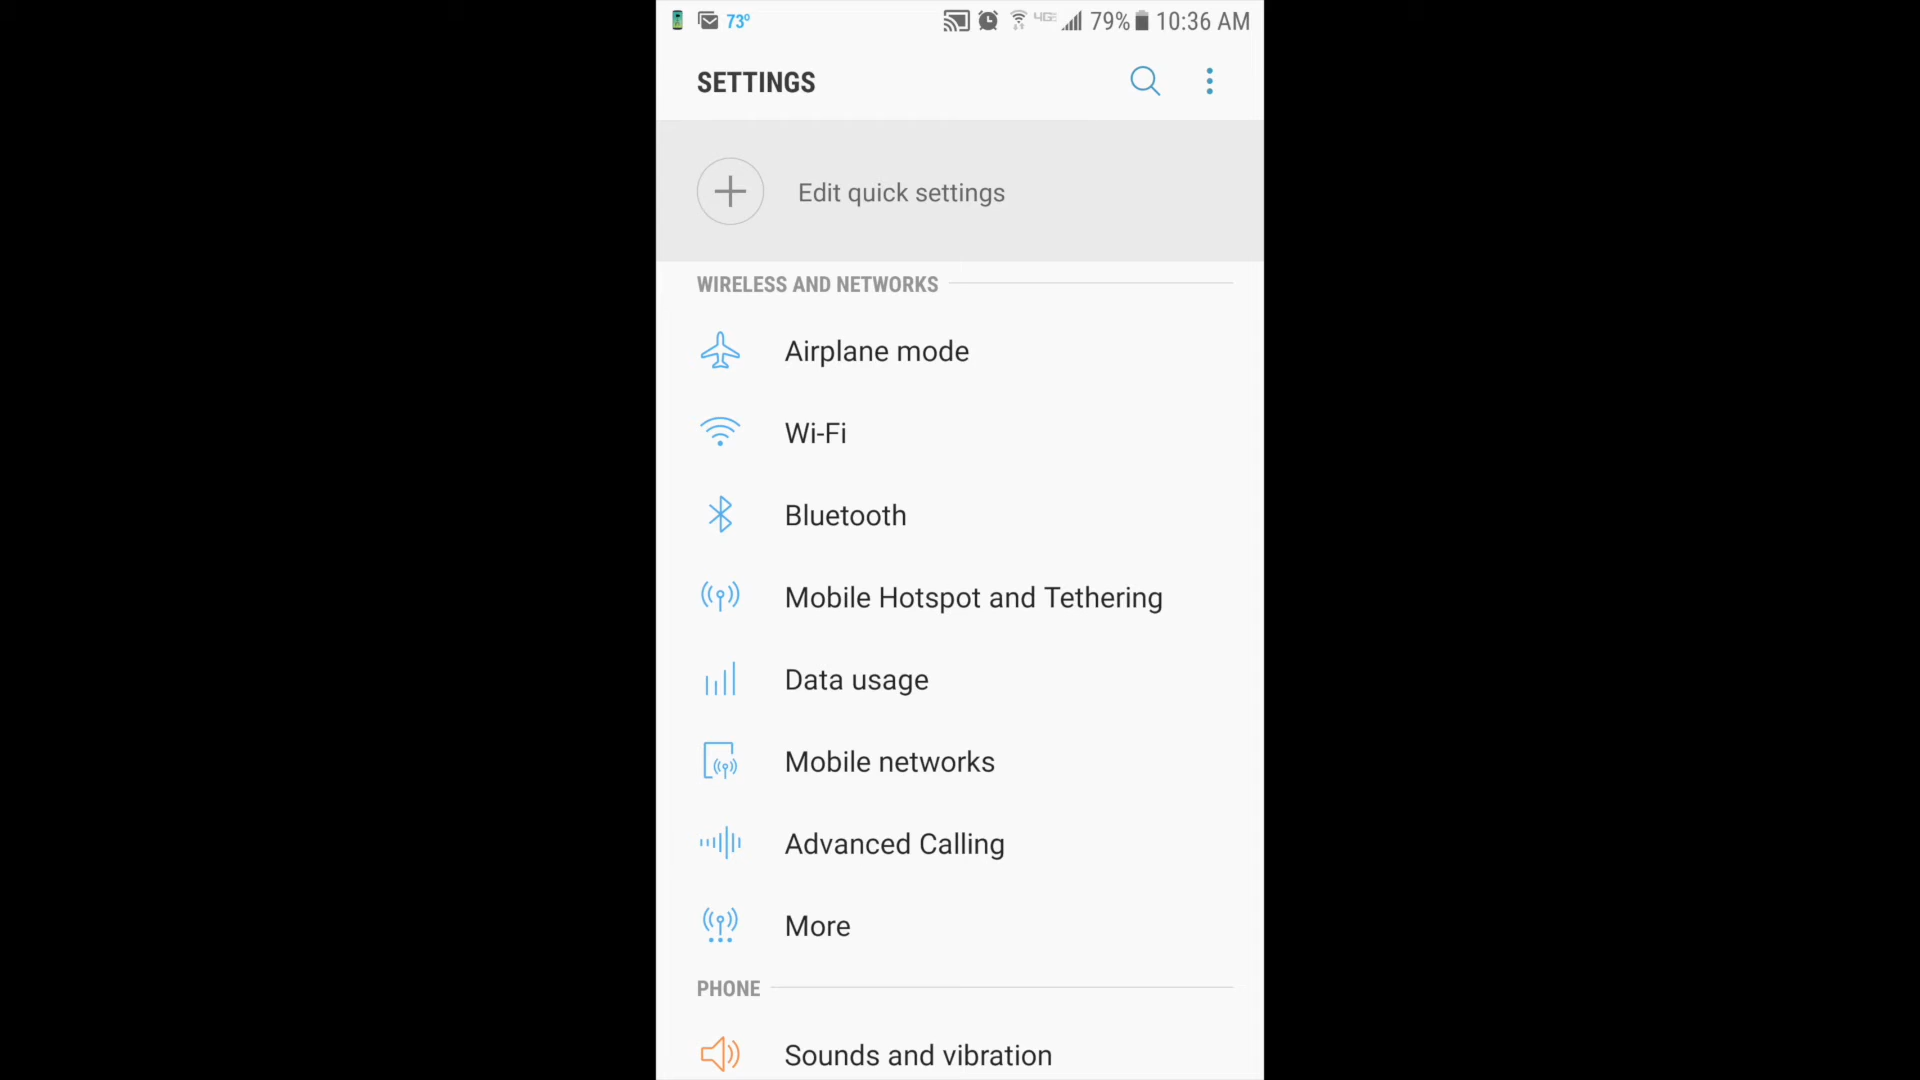 73° 4G 79% 10:36 AM
SETTINGS
Edit quick settings
WIRELESS AND NETWORKS
Airplane mode
Wi-Fi
Bluetooth
Mobile Hotspot and Tethering
Data usage
Mobile networks
Advanced Calling
More
PHONE
Sounds and vibration